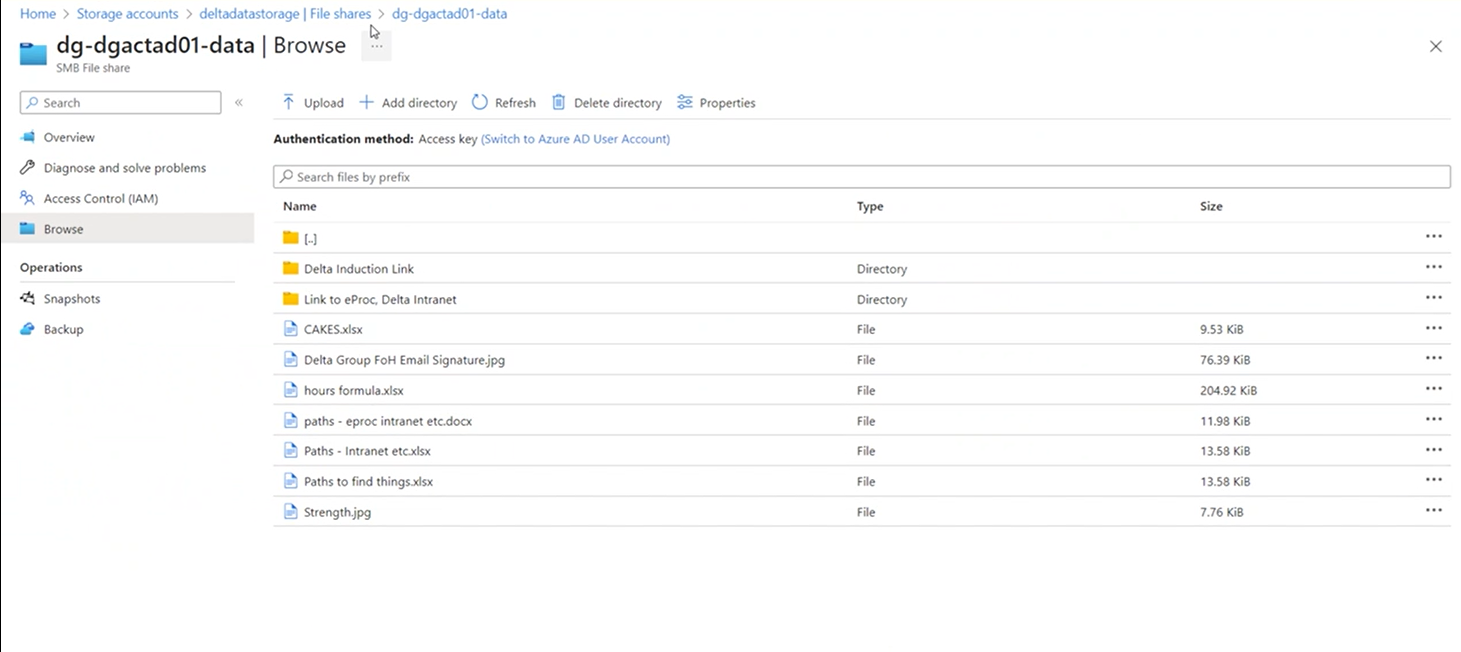 Home > Storage accounts > deltadatastorage | File shares > dg-dgactad01-data
dg-dgactad01-data | Browse ...
SMB File share
Search «
Upload Add directory Refresh Delete directory Properties
Overview
Diagnose and solve problems
Access Control (IAM)
Browse
Operations
Snapshots
Backup
Authentication method: Access key (Switch to Azure AD User Account)
Search files by prefix
Name Type Size
[..] ...
Delta Induction Link Directory ...
Link to eProc, Delta Intranet Directory ...
CAKES.xlsx File 9.53 KiB ...
Delta Group FoH Email Signature.jpg File 76.39 KiB ...
hours formula.xlsx File 204.92 KiB ...
paths - eproc intranet etc.docx File 11.98 KiB ...
Paths - Intranet etc.xlsx File 13.58 KiB ...
Paths to find things.xlsx File 13.58 KiB ...
Strength.jpg File 7.76 KiB ...